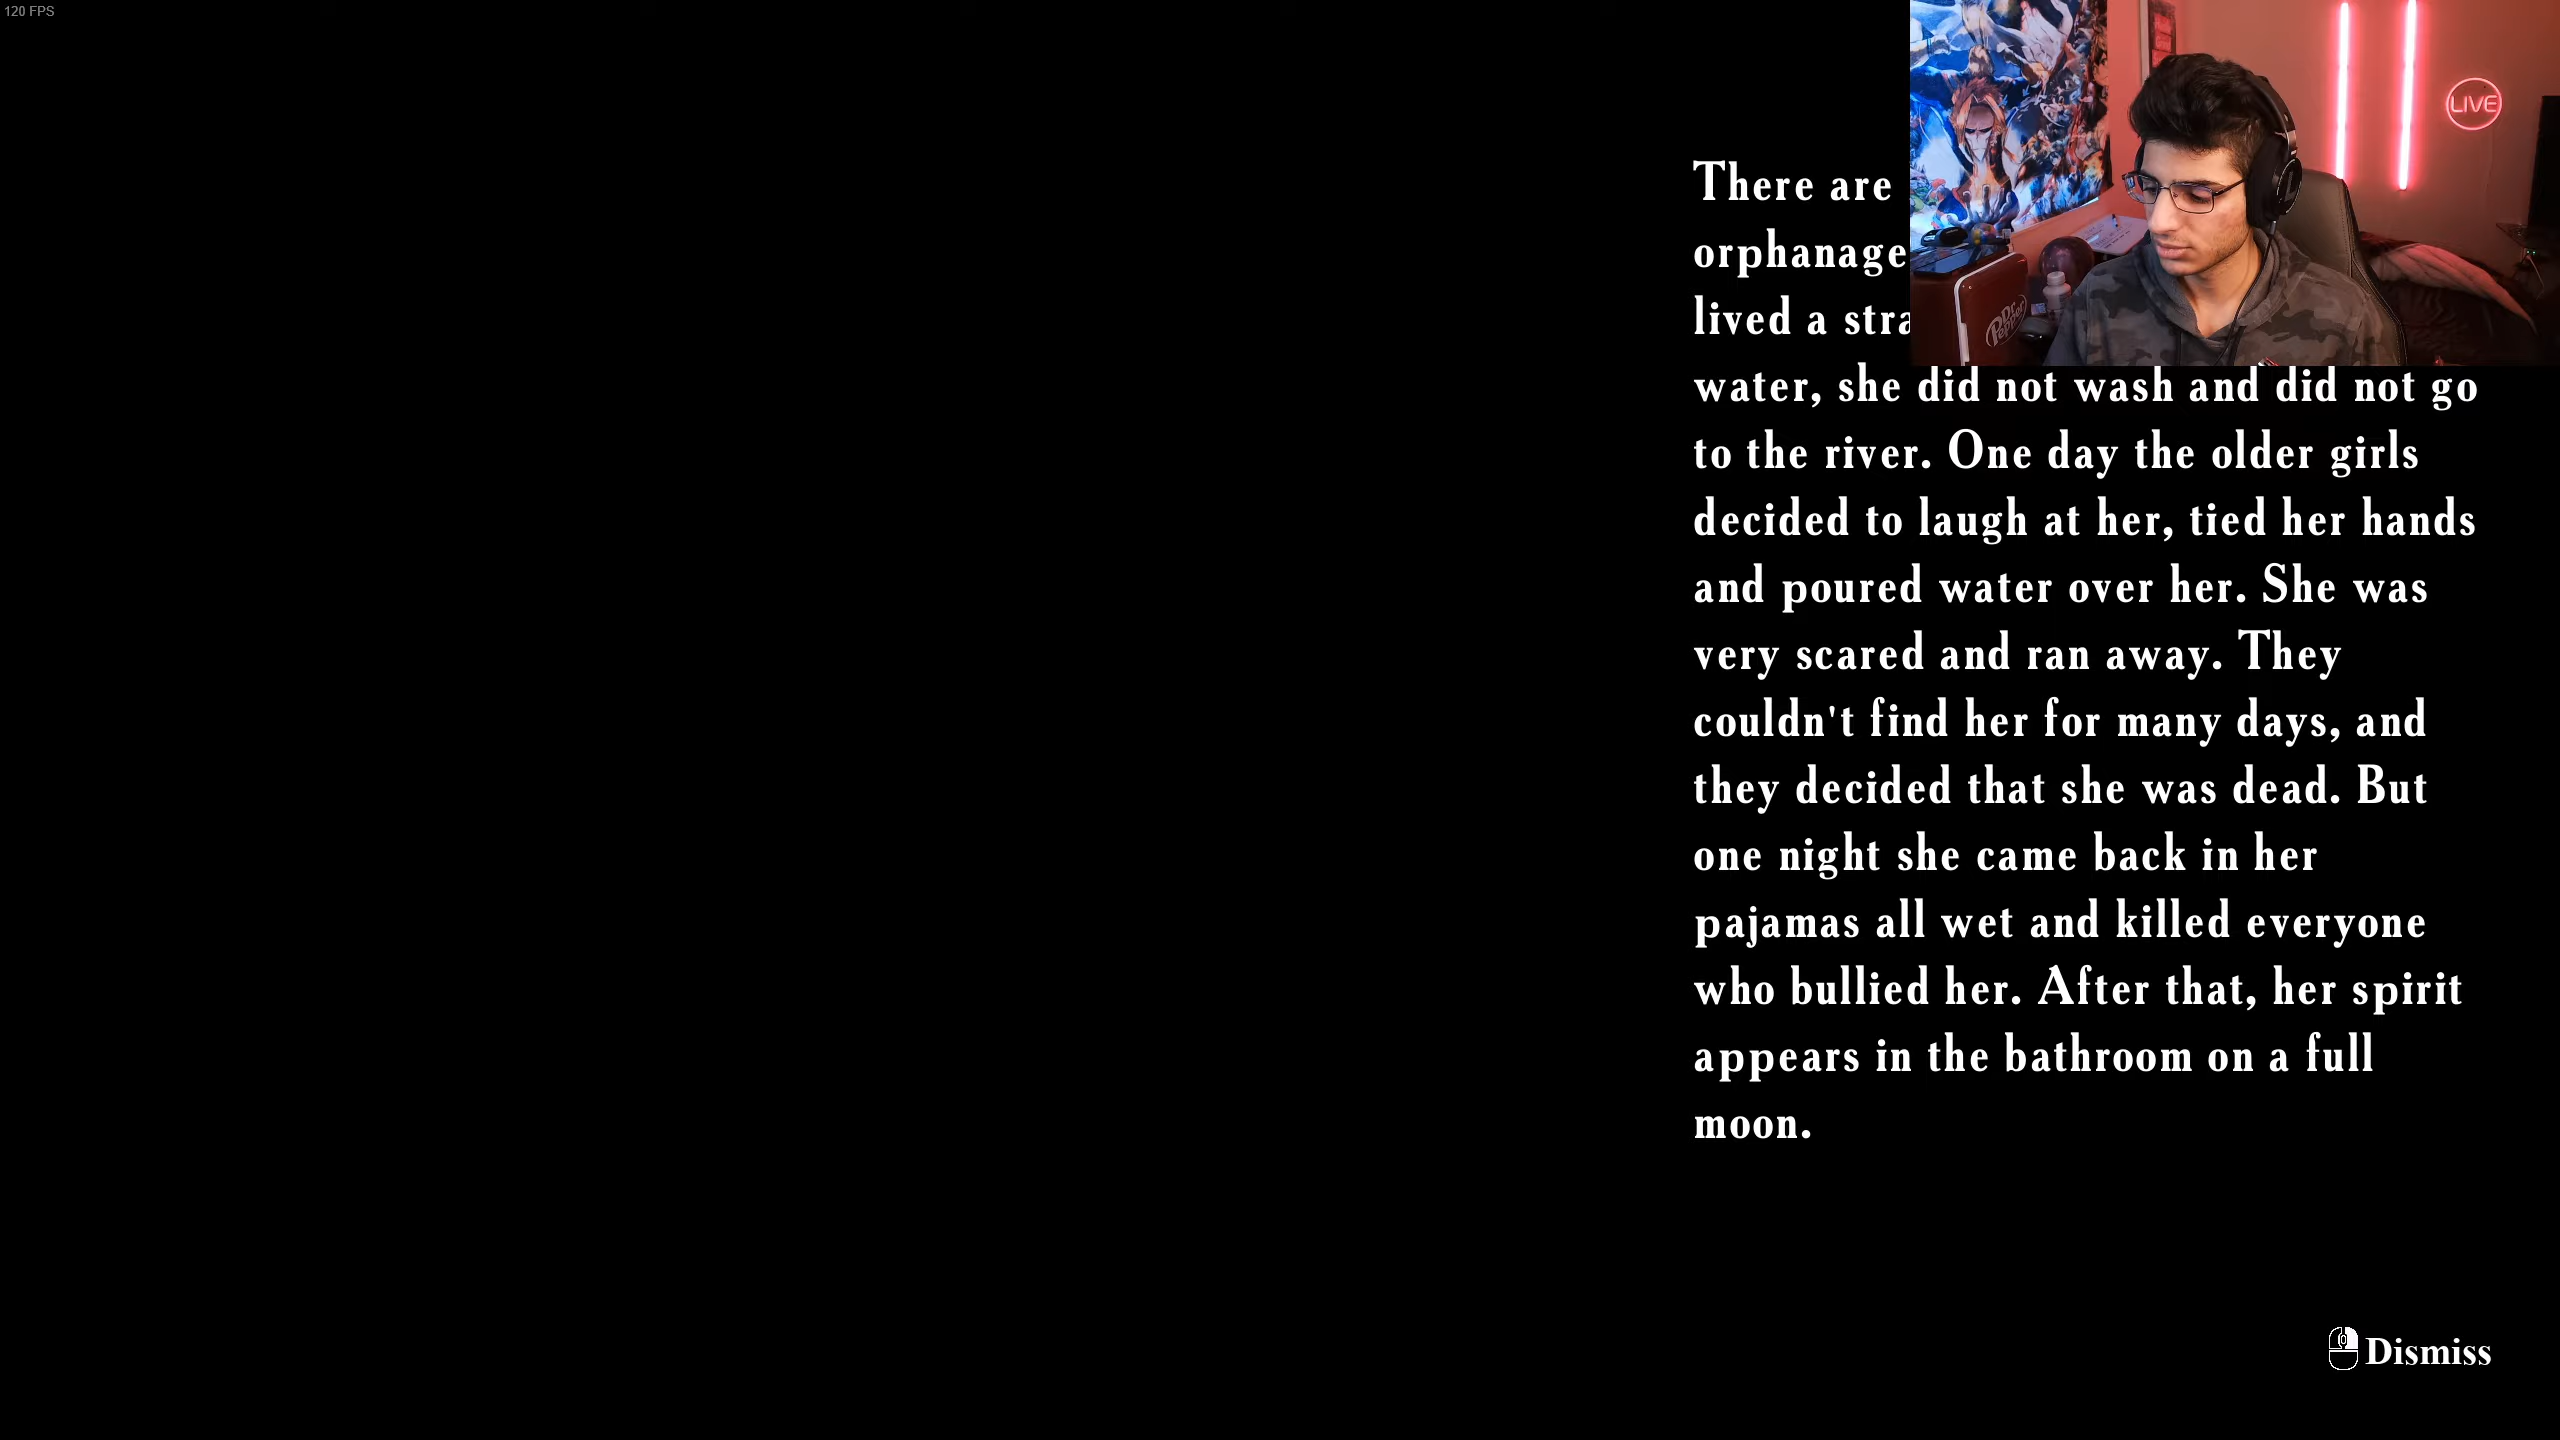 120 FPS
LIVE
Dr Pepper
There are
orphanage
lived a
water, she did not wash and did not go
to the river. One day the older girls
decided to laugh at her, tied her hands
and poured water over her. She was
very scared and ran away. They
couldn't find her for many days, and
they decided that she was dead. But
one night she came back in her
pajamas all wet and killed everyone
who bullied her. After that, her spirit
appears in the bathroom on a full
moon.
Dismiss